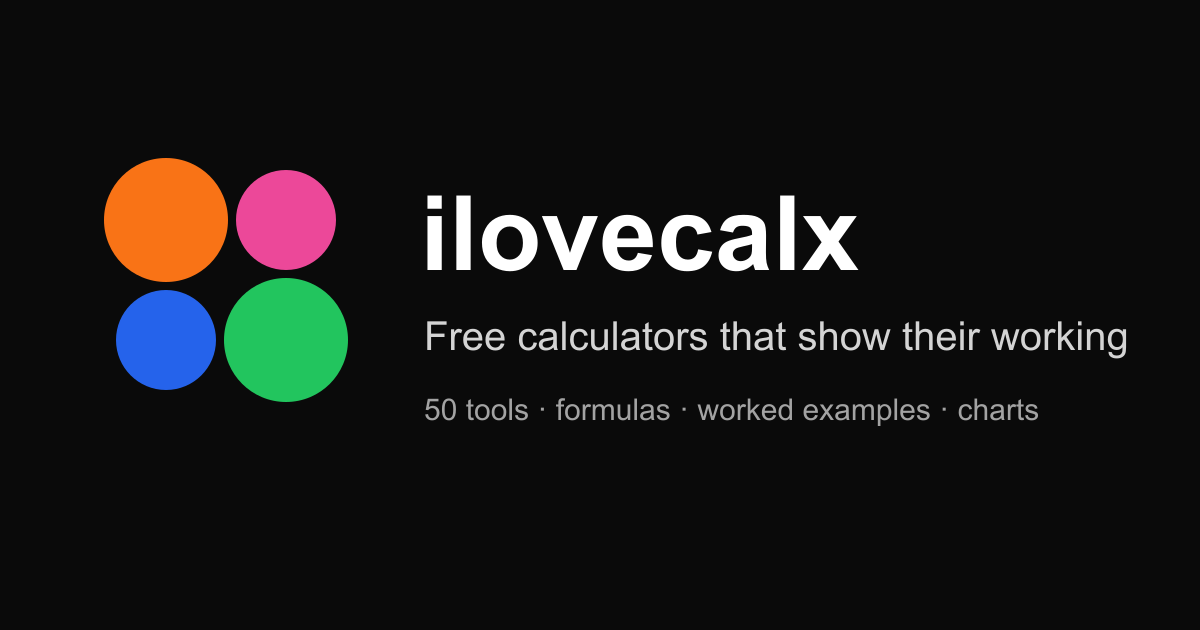 ilovecalx
Free calculators that show their working
50 tools · formulas · worked examples · charts